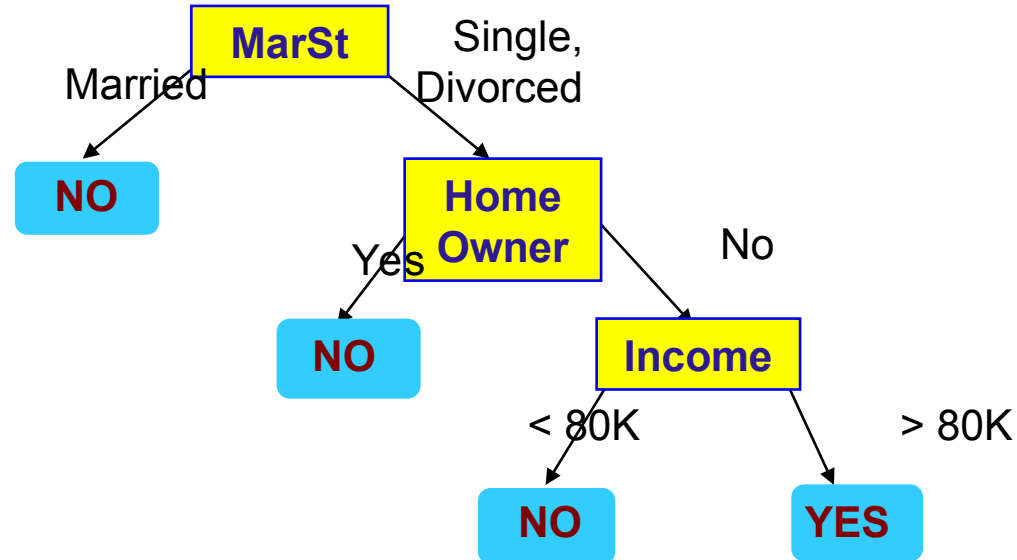 MarSt
Single,
Married
Divorced
NO
Home
Owner
Yes
No
NO
Income
< 80K
> 80K
NO
YES